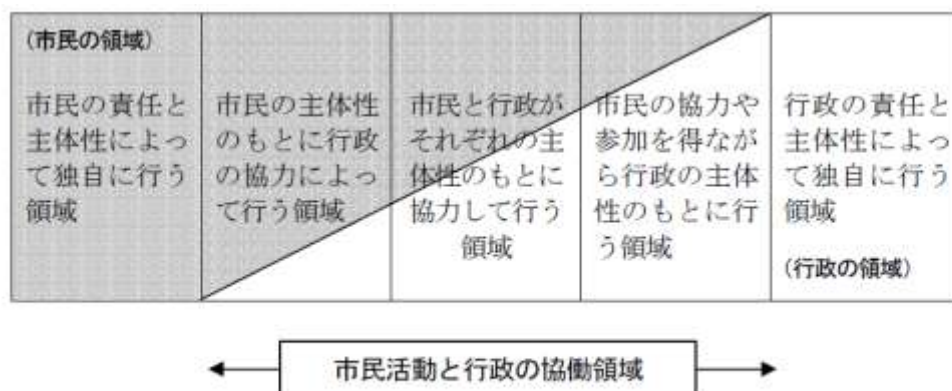 (市民の領域)
市民の責任と
主体性によっ
て独自に行う
領域
市民の主体性
のもとに行政
の協力によっ
て行う領域
市民と行政が
それぞれの主
体性のもとに
協力して行う
領域
市民の協力や
参加を得なが
ら行政の主体
性のもとに行
う領域
行政の責任と
主体性によっ
て独自に行う
領域
(行政の領域)
市民活動と行政の協働領域